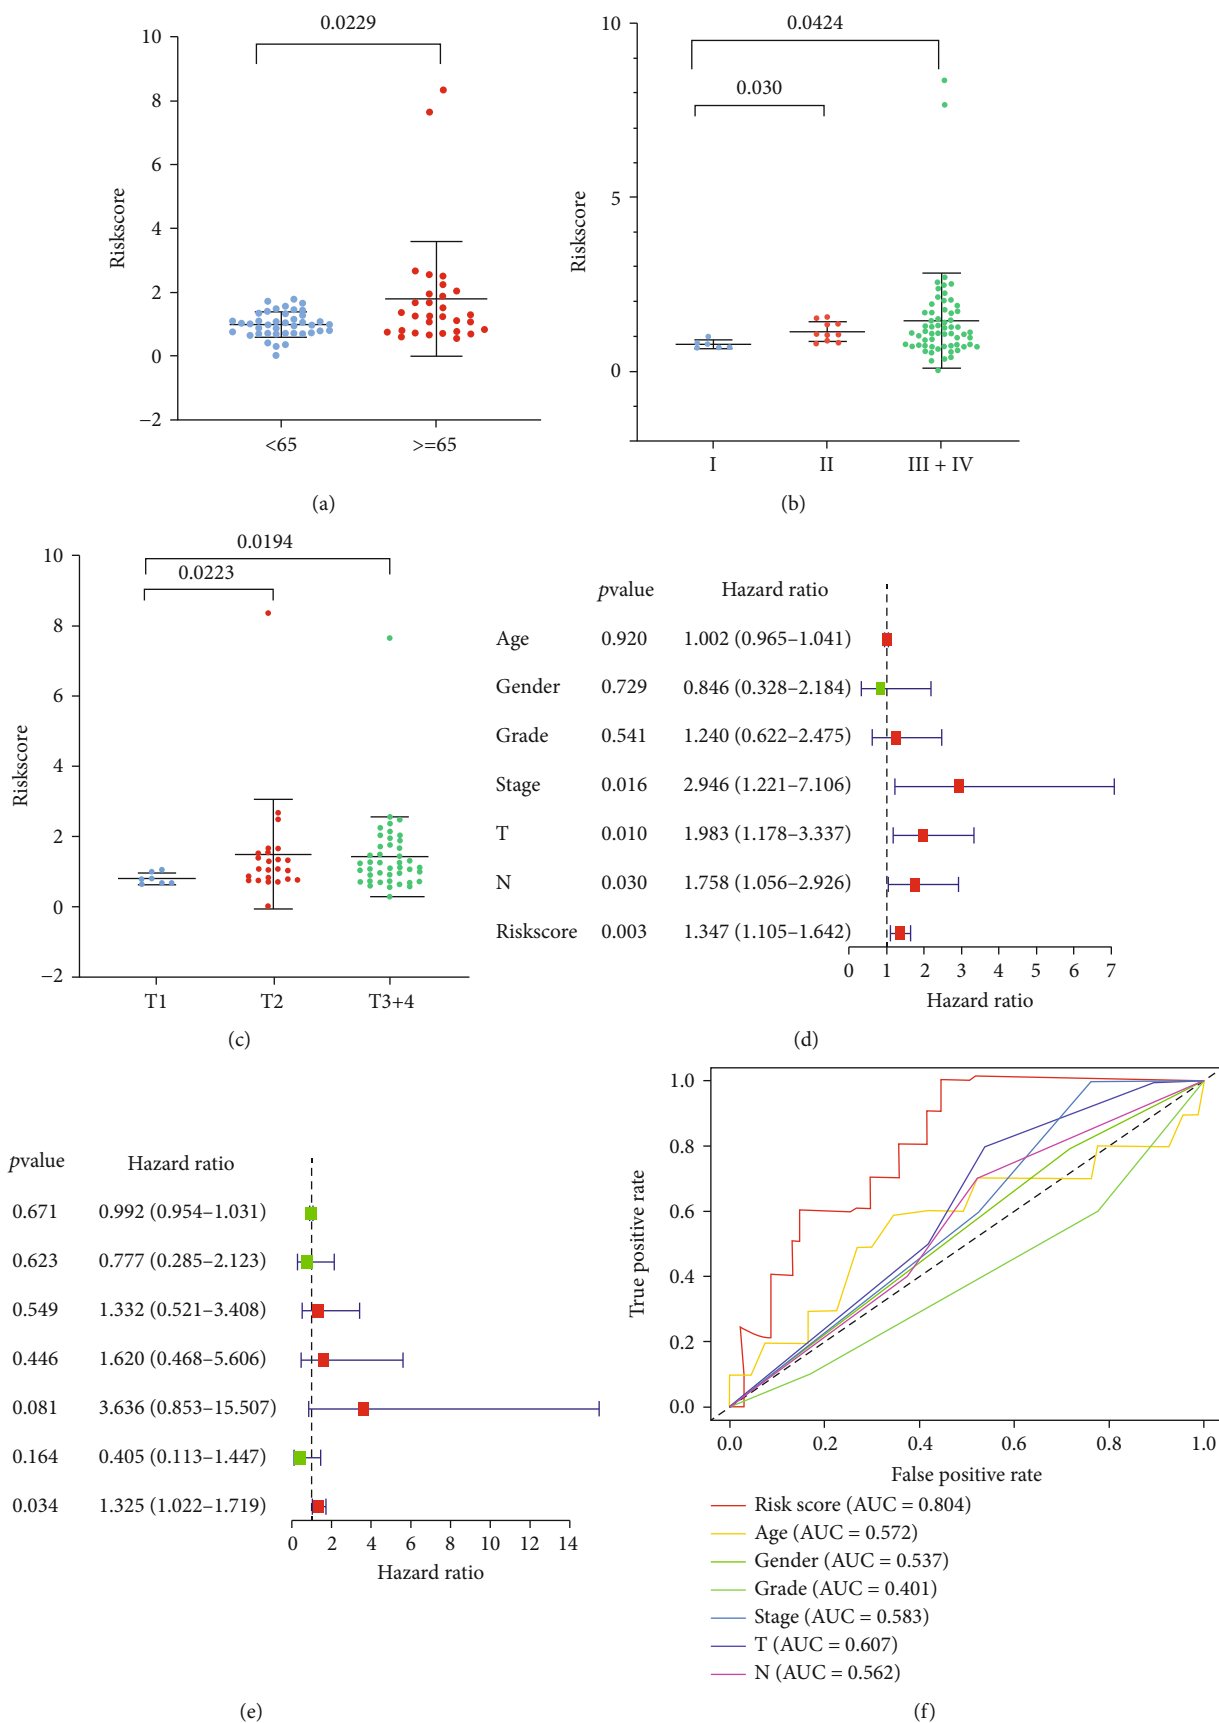 0.0229
10
8
6
4
2
0
−2
Riskscore
<65
>=65
(a)
0.0424
0.030
10
5
0
Riskscore
I
II
III + IV
(b)
0.0194
0.0223
10
8
6
4
2
0
−2
Riskscore
T1
T2
T3+4
(c)
pvalue Hazard ratio
Age 0.920 1.002 (0.965–1.041)
Gender 0.729 0.846 (0.328–2.184)
Grade 0.541 1.240 (0.622–2.475)
Stage 0.016 2.946 (1.221–7.106)
T 0.010 1.983 (1.178–3.337)
N 0.030 1.758 (1.056–2.926)
Riskscore 0.003 1.347 (1.105–1.642)
0 1 2 3 4 5 6 7
Hazard ratio
(d)
pvalue Hazard ratio
0.671 0.992 (0.954–1.031)
0.623 0.777 (0.285–2.123)
0.549 1.332 (0.521–3.408)
0.446 1.620 (0.468–5.606)
0.081 3.636 (0.853–15.507)
0.164 0.405 (0.113–1.447)
0.034 1.325 (1.022–1.719)
0 2 4 6 8 10 12 14
Hazard ratio
(e)
1.0
0.8
0.6
0.4
0.2
0.0
True positive rate
0.0 0.2 0.4 0.6 0.8 1.0
False positive rate
Risk score (AUC = 0.804)
Age (AUC = 0.572)
Gender (AUC = 0.537)
Grade (AUC = 0.401)
Stage (AUC = 0.583)
T (AUC = 0.607)
N (AUC = 0.562)
(f)